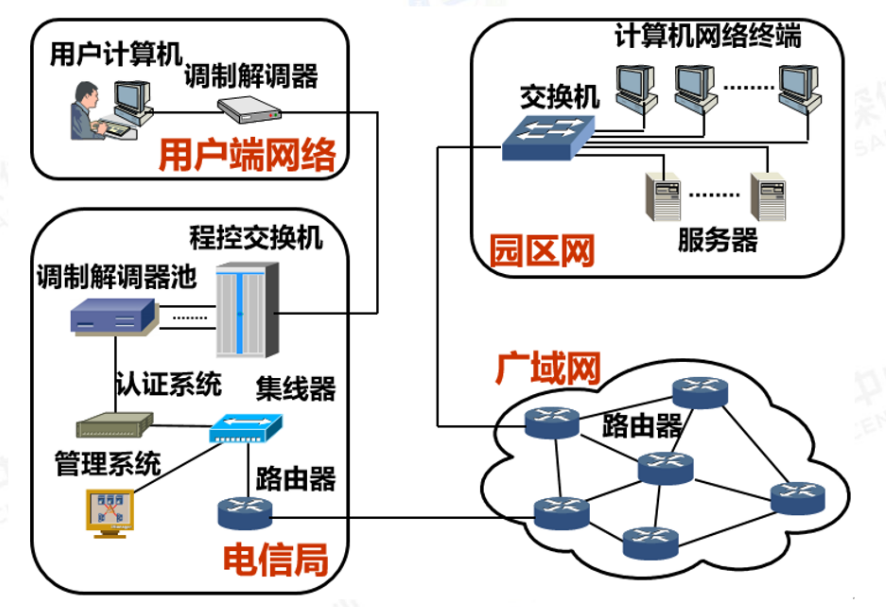 用户计算机
调制解调器
用户端网络
计算机网络终端
交换机
服务器
园区网
程控交换机
调制解调器池
认证系统
集线器
管理系统
路由器
电信局
广域网
路由器